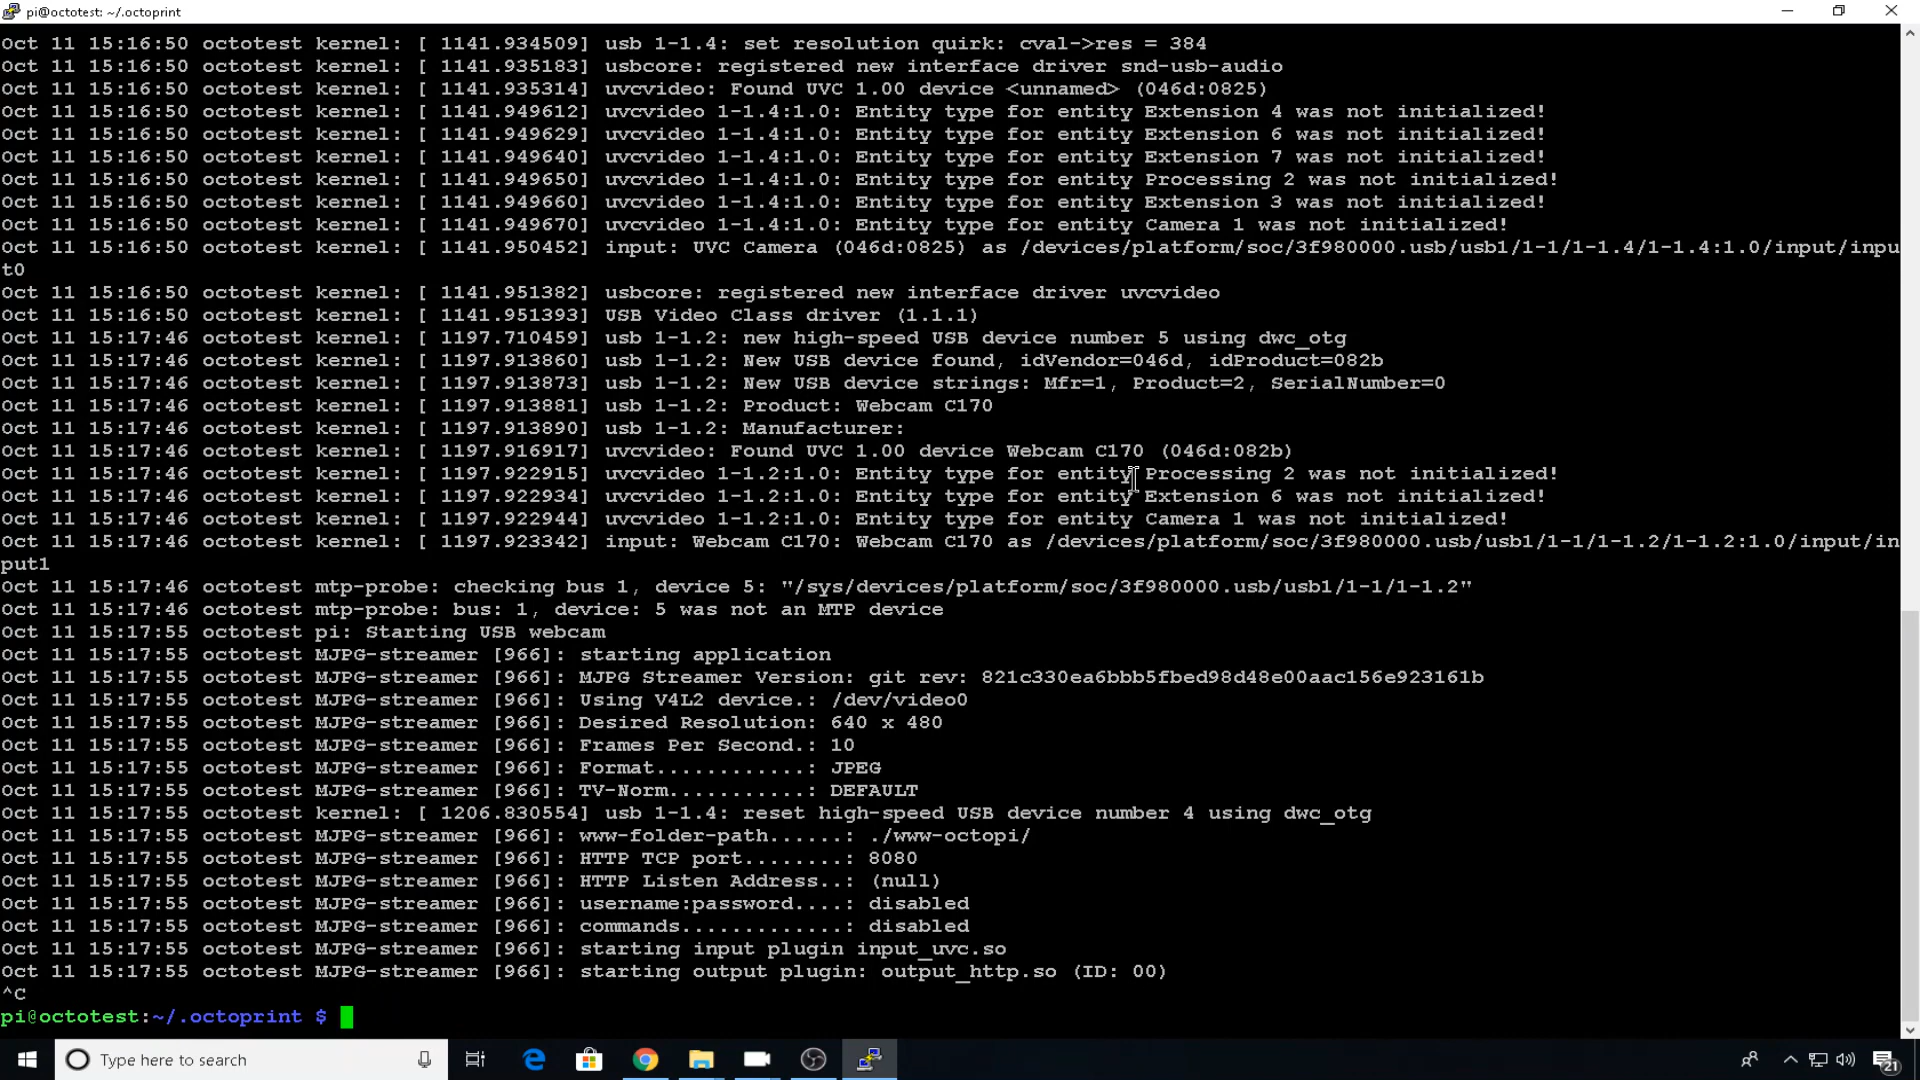 pi@octotest: ~/.octoprint
Oct 11 15:16:50 octotest kernel: [ 1141.934509] usb 1-1.4: set resolution quirk: cval->res = 384
Oct 11 15:16:50 octotest kernel: [ 1141.935183] usbcore: registered new interface driver snd-usb-audio
Oct 11 15:16:50 octotest kernel: [ 1141.935314] uvcvideo: Found UVC 1.00 device <unnamed> (046d:0825)
Oct 11 15:16:50 octotest kernel: [ 1141.949612] uvcvideo 1-1.4:1.0: Entity type for entity Extension 4 was not initialized!
Oct 11 15:16:50 octotest kernel: [ 1141.949629] uvcvideo 1-1.4:1.0: Entity type for entity Extension 6 was not initialized!
Oct 11 15:16:50 octotest kernel: [ 1141.949640] uvcvideo 1-1.4:1.0: Entity type for entity Extension 7 was not initialized!
Oct 11 15:16:50 octotest kernel: [ 1141.949650] uvcvideo 1-1.4:1.0: Entity type for entity Processing 2 was not initialized!
Oct 11 15:16:50 octotest kernel: [ 1141.949660] uvcvideo 1-1.4:1.0: Entity type for entity Extension 3 was not initialized!
Oct 11 15:16:50 octotest kernel: [ 1141.949670] uvcvideo 1-1.4:1.0: Entity type for entity Camera 1 was not initialized!
Oct 11 15:16:50 octotest kernel: [ 1141.950452] input: UVC Camera (046d:0825) as /devices/platform/soc/3f980000.usb/usb1/1-1/1-1.4/1-1.4:1.0/input/inpu
t0
Oct 11 15:16:50 octotest kernel: [ 1141.951382] usbcore: registered new interface driver uvcvideo
Oct 11 15:16:50 octotest kernel: [ 1141.951393] USB Video Class driver (1.1.1)
Oct 11 15:17:46 octotest kernel: [ 1197.710459] usb 1-1.2: new high-speed USB device number 5 using dwc_otg
Oct 11 15:17:46 octotest kernel: [ 1197.913860] usb 1-1.2: New USB device found, idVendor=046d, idProduct=082b
Oct 11 15:17:46 octotest kernel: [ 1197.913873] usb 1-1.2: New USB device strings: Mfr=1, Product=2, SerialNumber=0
Oct 11 15:17:46 octotest kernel: [ 1197.913881] usb 1-1.2: Product: Webcam C170
Oct 11 15:17:46 octotest kernel: [ 1197.913890] usb 1-1.2: Manufacturer:
Oct 11 15:17:46 octotest kernel: [ 1197.916917] uvcvideo: Found UVC 1.00 device Webcam C170 (046d:082b)
Oct 11 15:17:46 octotest kernel: [ 1197.922915] uvcvideo 1-1.2:1.0: Entity type for entity Processing 2 was not initialized!
Oct 11 15:17:46 octotest kernel: [ 1197.922934] uvcvideo 1-1.2:1.0: Entity type for entity Extension 6 was not initialized!
Oct 11 15:17:46 octotest kernel: [ 1197.922944] uvcvideo 1-1.2:1.0: Entity type for entity Camera 1 was not initialized!
Oct 11 15:17:46 octotest kernel: [ 1197.923342] input: Webcam C170: Webcam C170 as /devices/platform/soc/3f980000.usb/usb1/1-1/1-1.2/1-1.2:1.0/input/in
put1
Oct 11 15:17:46 octotest mtp-probe: checking bus 1, device 5: "/sys/devices/platform/soc/3f980000.usb/usb1/1-1/1-1.2"
Oct 11 15:17:46 octotest mtp-probe: bus: 1, device: 5 was not an MTP device
Oct 11 15:17:55 octotest pi: Starting USB webcam
Oct 11 15:17:55 octotest MJPG-streamer [966]: starting application
Oct 11 15:17:55 octotest MJPG-streamer [966]: MJPG Streamer Version: git rev: 821c330ea6bbb5fbed98d48e00aac156e923161b
Oct 11 15:17:55 octotest MJPG-streamer [966]: Using V4L2 device.: /dev/video0
Oct 11 15:17:55 octotest MJPG-streamer [966]: Desired Resolution: 640 x 480
Oct 11 15:17:55 octotest MJPG-streamer [966]: Frames Per Second.: 10
Oct 11 15:17:55 octotest MJPG-streamer [966]: Format............: JPEG
Oct 11 15:17:55 octotest MJPG-streamer [966]: TV-Norm...........: DEFAULT
Oct 11 15:17:55 octotest kernel: [ 1206.830554] usb 1-1.4: reset high-speed USB device number 4 using dwc_otg
Oct 11 15:17:55 octotest MJPG-streamer [966]: www-folder-path......: ./www-octopi/
Oct 11 15:17:55 octotest MJPG-streamer [966]: HTTP TCP port........: 8080
Oct 11 15:17:55 octotest MJPG-streamer [966]: HTTP Listen Address..: (null)
Oct 11 15:17:55 octotest MJPG-streamer [966]: username:password....: disabled
Oct 11 15:17:55 octotest MJPG-streamer [966]: commands.............: disabled
Oct 11 15:17:55 octotest MJPG-streamer [966]: starting input plugin input_uvc.so
Oct 11 15:17:55 octotest MJPG-streamer [966]: starting output plugin: output_http.so (ID: 00)
^C
pi@octotest:~/.octoprint $
Type here to search
21